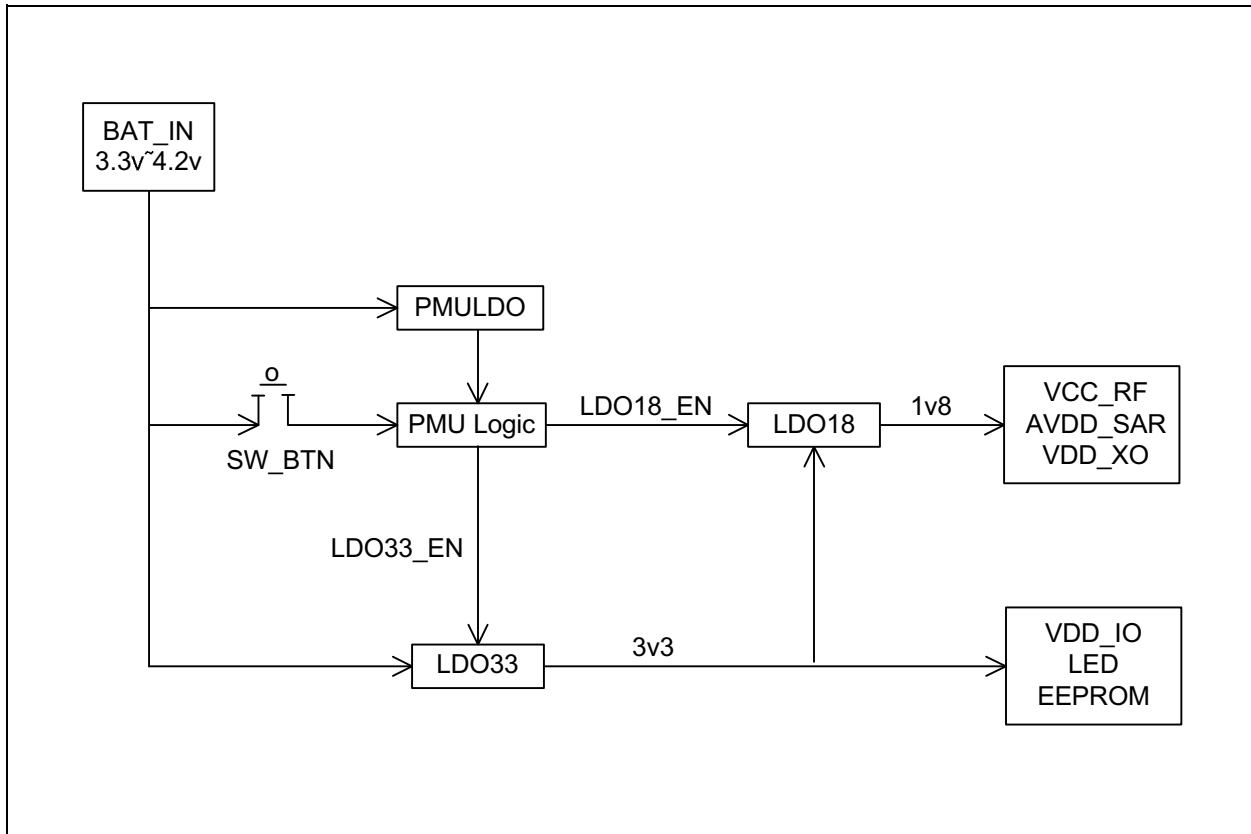 BAT_IN
3.3v~4.2v
PMULDO
o
SW_BTN
PMU Logic
LDO18_EN
LDO18
1v8
VCC_RF
AVDD_SAR
VDD_XO
LDO33_EN
LDO33
3v3
VDD_IO
LED
EEPROM